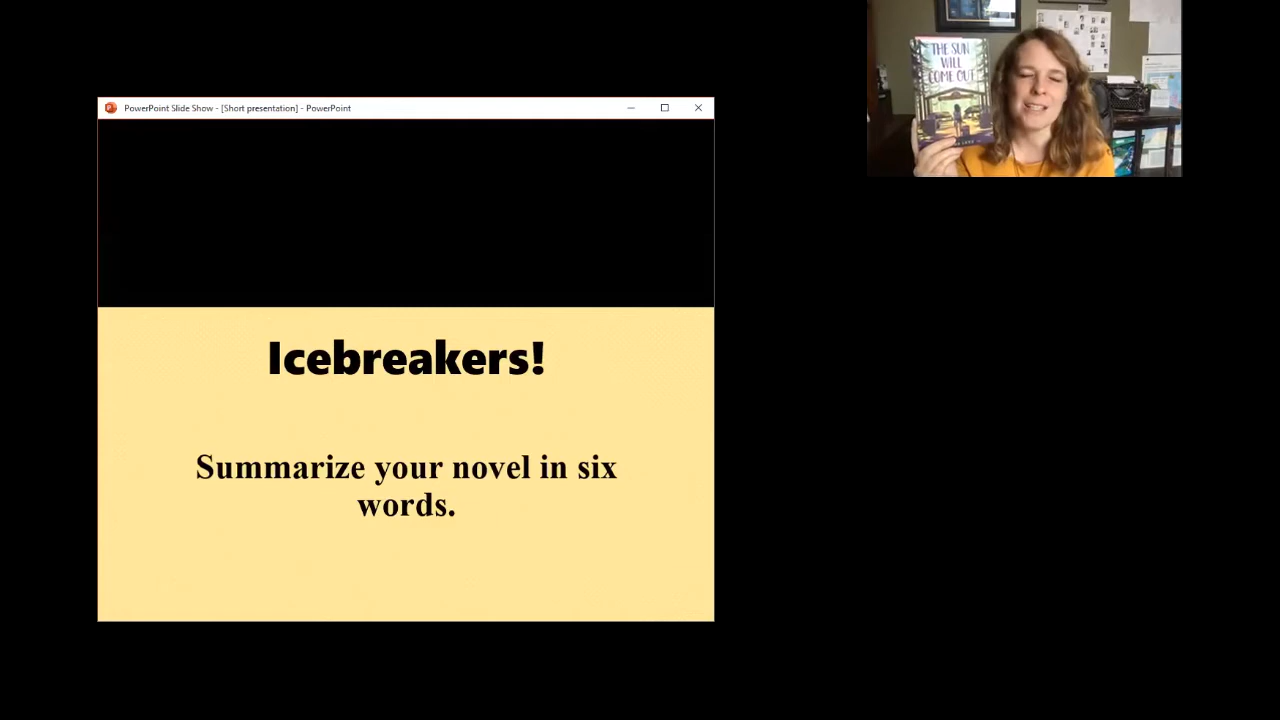 PowerPoint Slide Show - [Short presentation] - PowerPoint
THE SUN
WILL
COME OUT
Icebreakers!
Summarize your novel in six
words.